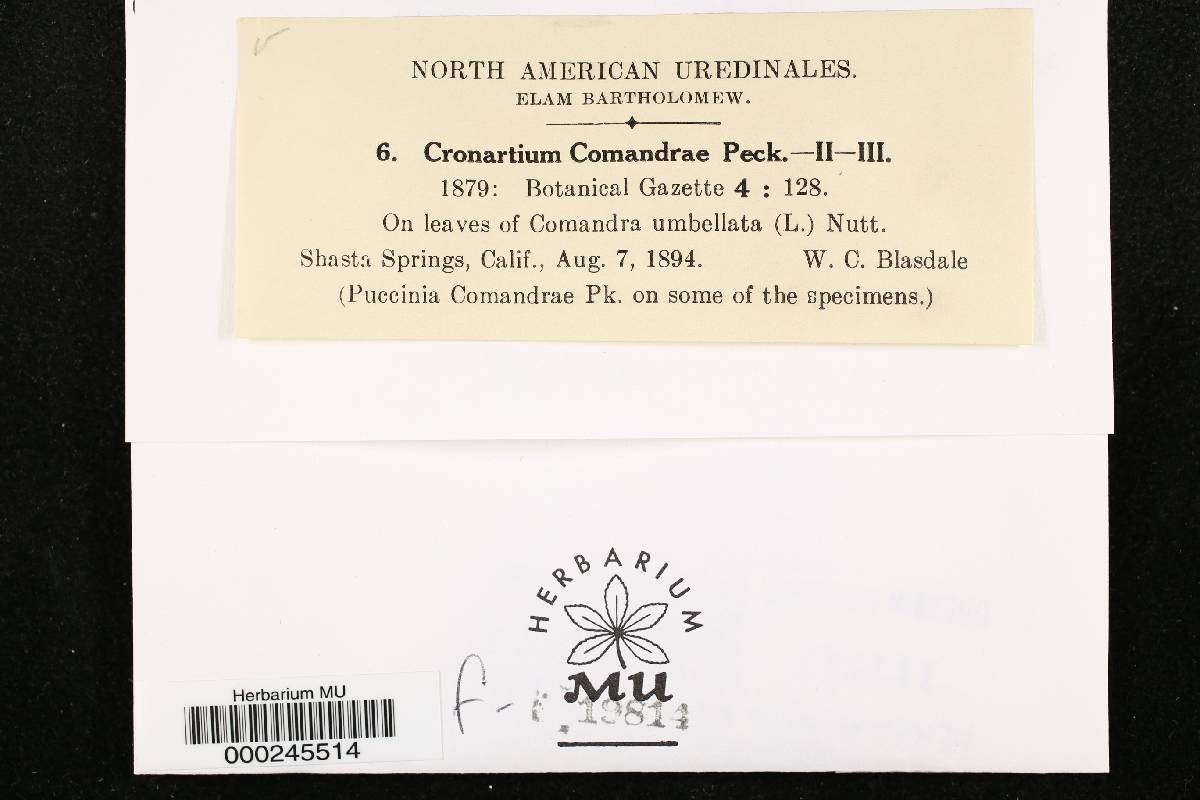 NORTH AMERICAN UREDINALES.
ELAM BARTHOLOMEW.
6. Cronartium Comandrae Peck.—II—III.
1879: Botanical Gazette 4 : 128.
On leaves of Comandra umbellata (L.) Nutt.
Shasta Springs, Calif., Aug. 7, 1894. W. C. Blasdale
(Puccinia Comandrae Pk. on some of the specimens.)
HERBARIUM
MU
f - F. 19814
Herbarium MU
000245514